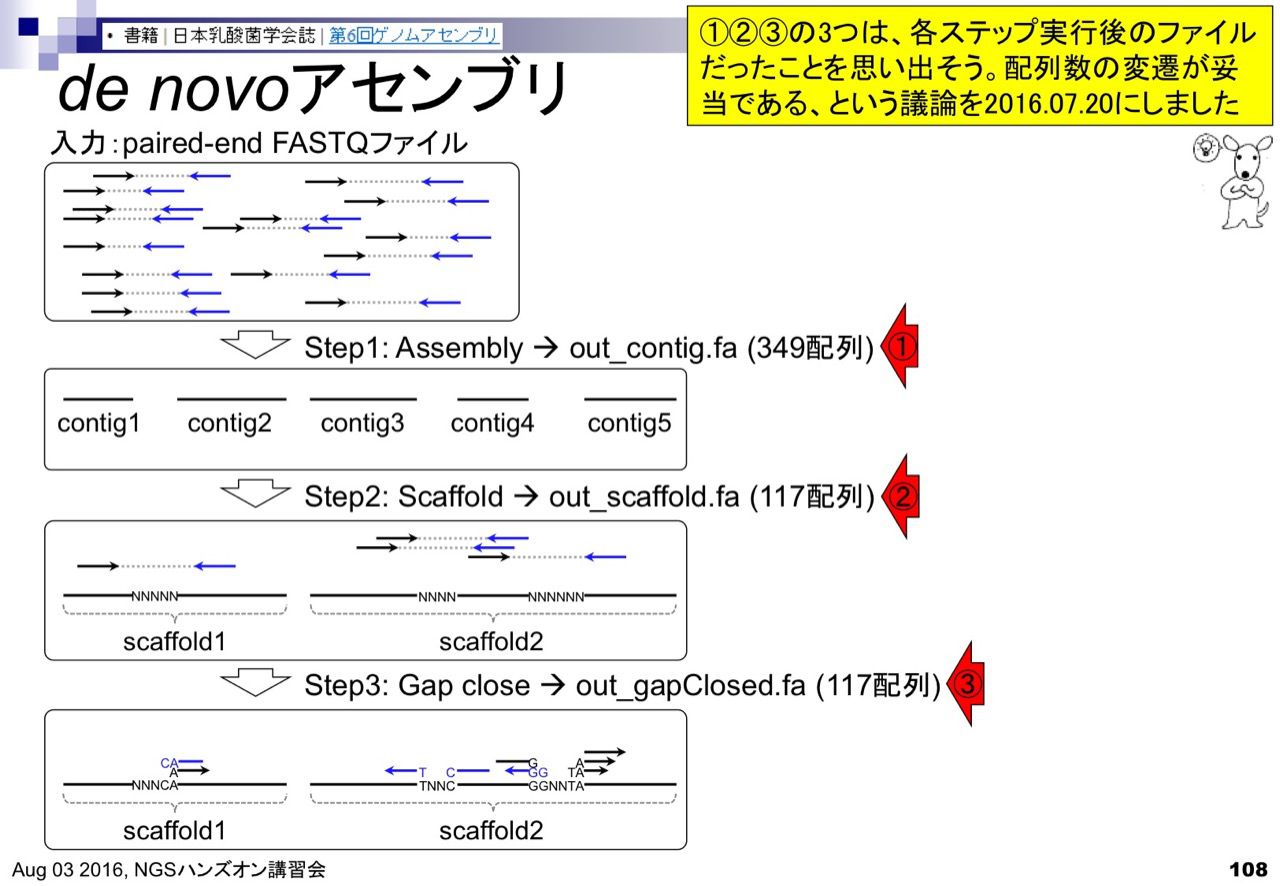 • 書籍 | 日本乳酸菌学会誌 | 第6回ゲノムアセンブリ
①②③の3つは、各ステップ実行後のファイル
だったことを思い出そう。配列数の変遷が妥
当である、という議論を2016.07.20にしました
de novoアセンブリ
入力：paired-end FASTQファイル
Step1: Assembly → out_contig.fa (349配列) ①
contig1 contig2 contig3 contig4 contig5
Step2: Scaffold → out_scaffold.fa (117配列) ②
NNNNN NNNN NNNNNN
scaffold1 scaffold2
Step3: Gap close → out_gapClosed.fa (117配列) ③
CA G A
A T C GG TA
NNNCA TNNC GGNNTA
scaffold1 scaffold2
Aug 03 2016, NGSハンズオン講習会 108